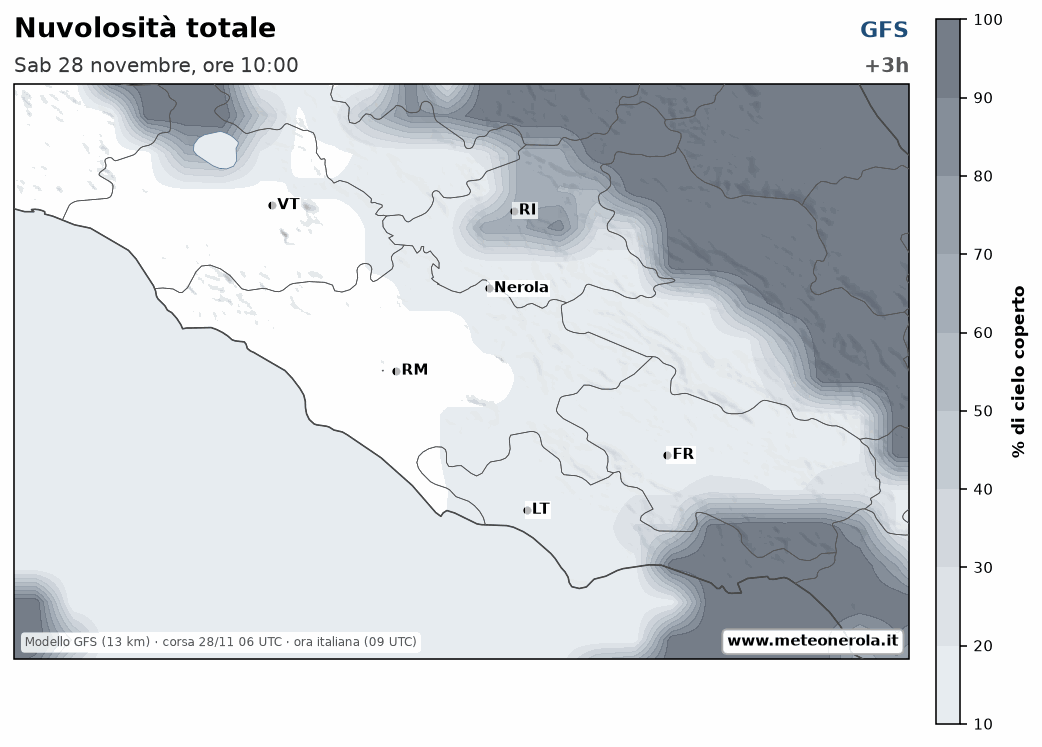 Nuvolosità totale
GFS
Sab 28 novembre, ore 10:00
+3h
100
90
80
70
60
50
40
30
20
10
% di cielo coperto
VT
RI
Nerola
RM
FR
LT
Modello GFS (13 km) · corsa 28/11 06 UTC · ora italiana (09 UTC)
www.meteonerola.it